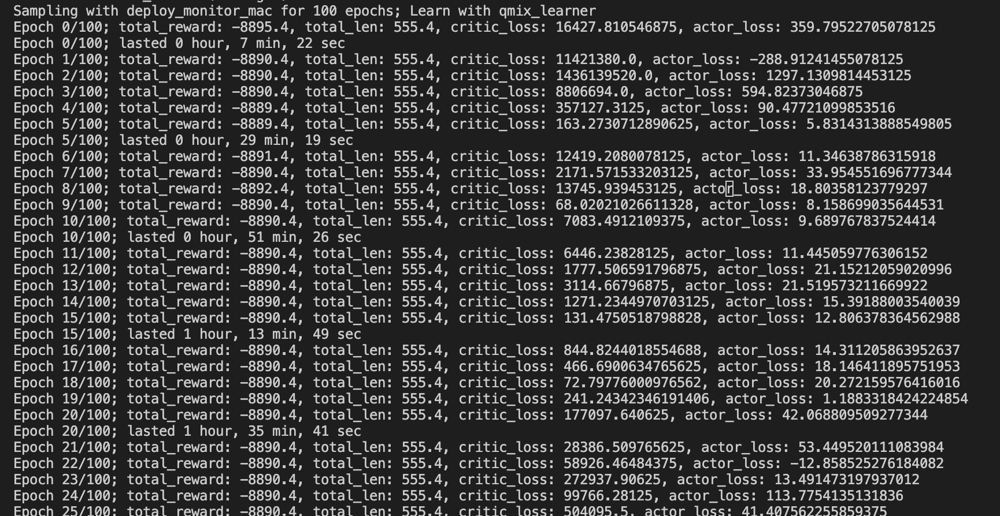 Sampling with deploy_monitor_mac for 100 epochs; Learn with qmix_learner
Epoch 0/100; total_reward: -8895.4, total_len: 555.4, critic_loss: 16427.810546875, actor_loss: 359.79522705078125
Epoch 0/100; lasted 0 hour, 7 min, 22 sec
Epoch 1/100; total_reward: -8890.4, total_len: 555.4, critic_loss: 11421380.0, actor_loss: -288.91241455078125
Epoch 2/100; total_reward: -8890.4, total_len: 555.4, critic_loss: 1436139520.0, actor_loss: 1297.1309814453125
Epoch 3/100; total_reward: -8890.4, total_len: 555.4, critic_loss: 8806694.0, actor_loss: 594.82373046875
Epoch 4/100; total_reward: -8889.4, total_len: 555.4, critic_loss: 357127.3125, actor_loss: 90.47721099853516
Epoch 5/100; total_reward: -8889.4, total_len: 555.4, critic_loss: 163.2730712890625, actor_loss: 5.8314313888549805
Epoch 5/100; lasted 0 hour, 29 min, 19 sec
Epoch 6/100; total_reward: -8891.4, total_len: 555.4, critic_loss: 12419.2080078125, actor_loss: 11.34638786315918
Epoch 7/100; total_reward: -8890.4, total_len: 555.4, critic_loss: 2171.571533203125, actor_loss: 33.954551696777344
Epoch 8/100; total_reward: -8892.4, total_len: 555.4, critic_loss: 13745.939453125, actor_loss: 18.80358123779297
Epoch 9/100; total_reward: -8890.4, total_len: 555.4, critic_loss: 68.02021026611328, actor_loss: 8.158699035644531
Epoch 10/100; total_reward: -8890.4, total_len: 555.4, critic_loss: 7083.4912109375, actor_loss: 9.689767837524414
Epoch 10/100; lasted 0 hour, 51 min, 26 sec
Epoch 11/100; total_reward: -8890.4, total_len: 555.4, critic_loss: 6446.23828125, actor_loss: 11.445059776306152
Epoch 12/100; total_reward: -8890.4, total_len: 555.4, critic_loss: 1777.506591796875, actor_loss: 21.15212059020996
Epoch 13/100; total_reward: -8890.4, total_len: 555.4, critic_loss: 3114.66796875, actor_loss: 21.519573211669922
Epoch 14/100; total_reward: -8890.4, total_len: 555.4, critic_loss: 1271.2344970703125, actor_loss: 15.39188003540039
Epoch 15/100; total_reward: -8890.4, total_len: 555.4, critic_loss: 131.4750518798828, actor_loss: 12.806378364562988
Epoch 15/100; lasted 1 hour, 13 min, 49 sec
Epoch 16/100; total_reward: -8890.4, total_len: 555.4, critic_loss: 844.8244018554688, actor_loss: 14.311205863952637
Epoch 17/100; total_reward: -8890.4, total_len: 555.4, critic_loss: 466.6900634765625, actor_loss: 18.146411895751953
Epoch 18/100; total_reward: -8890.4, total_len: 555.4, critic_loss: 72.79776000976562, actor_loss: 20.272159576416016
Epoch 19/100; total_reward: -8890.4, total_len: 555.4, critic_loss: 241.24342346191406, actor_loss: 1.1883318424224854
Epoch 20/100; total_reward: -8890.4, total_len: 555.4, critic_loss: 177097.640625, actor_loss: 42.068809509277344
Epoch 20/100; lasted 1 hour, 35 min, 41 sec
Epoch 21/100; total_reward: -8890.4, total_len: 555.4, critic_loss: 28386.509765625, actor_loss: 53.449520111083984
Epoch 22/100; total_reward: -8890.4, total_len: 555.4, critic_loss: 58926.46484375, actor_loss: -12.858525276184082
Epoch 23/100; total_reward: -8890.4, total_len: 555.4, critic_loss: 272937.90625, actor_loss: 13.491473197937012
Epoch 24/100; total_reward: -8890.4, total_len: 555.4, critic_loss: 99766.28125, actor_loss: 113.7754135131836
Epoch 25/100; total_reward: -8890.4, total_len: 555.4, critic_loss: 504095.5, actor_loss: 41.407562255859375